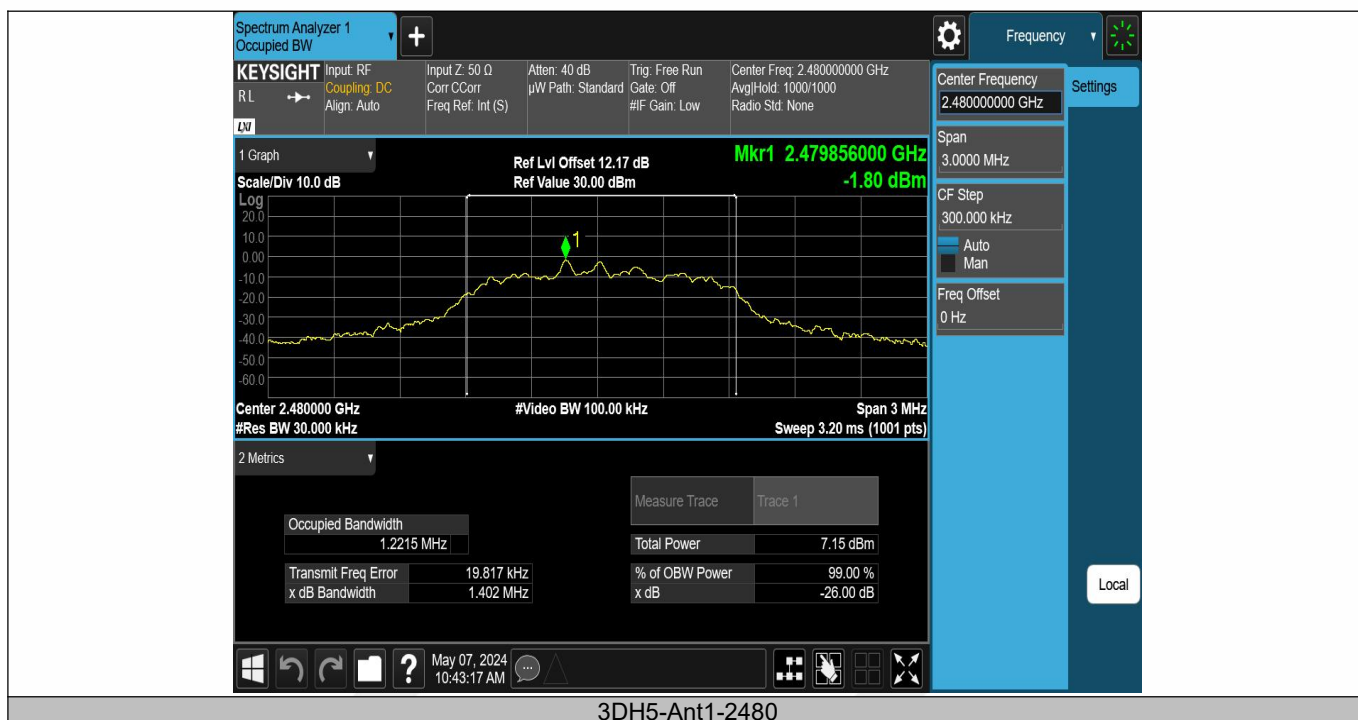 Spectrum Analyzer 1
Occupied BW
+
Frequency
KEYSIGHT
R L
LXI
Input: RF
Coupling: DC
Align: Auto
Input Z: 50 Ω
Corr CCorr
Freq Ref: Int (S)
Atten: 40 dB
µW Path: Standard
Trig: Free Run
Gate: Off
#IF Gain: Low
Center Freq: 2.480000000 GHz
Avg|Hold: 1000/1000
Radio Std: None
Center Frequency
2.480000000 GHz
Settings
Span
3.0000 MHz
CF Step
300.000 kHz
Auto
Man
Freq Offset
0 Hz
Local
1 Graph
Ref Lvl Offset 12.17 dB
Mkr1 2.479856000 GHz
Scale/Div 10.0 dB
Ref Value 30.00 dBm
-1.80 dBm
Log
20.0
10.0
0.00
-10.0
-20.0
-30.0
-40.0
-50.0
-60.0
1
Center 2.480000 GHz
#Video BW 100.00 kHz
Span 3 MHz
#Res BW 30.000 kHz
Sweep 3.20 ms (1001 pts)
2 Metrics
Measure Trace
Trace 1
Occupied Bandwidth
1.2215 MHz
Total Power
7.15 dBm
Transmit Freq Error
19.817 kHz
% of OBW Power
99.00 %
x dB Bandwidth
1.402 MHz
x dB
-26.00 dB
?
May 07, 2024
10:43:17 AM
3DH5-Ant1-2480